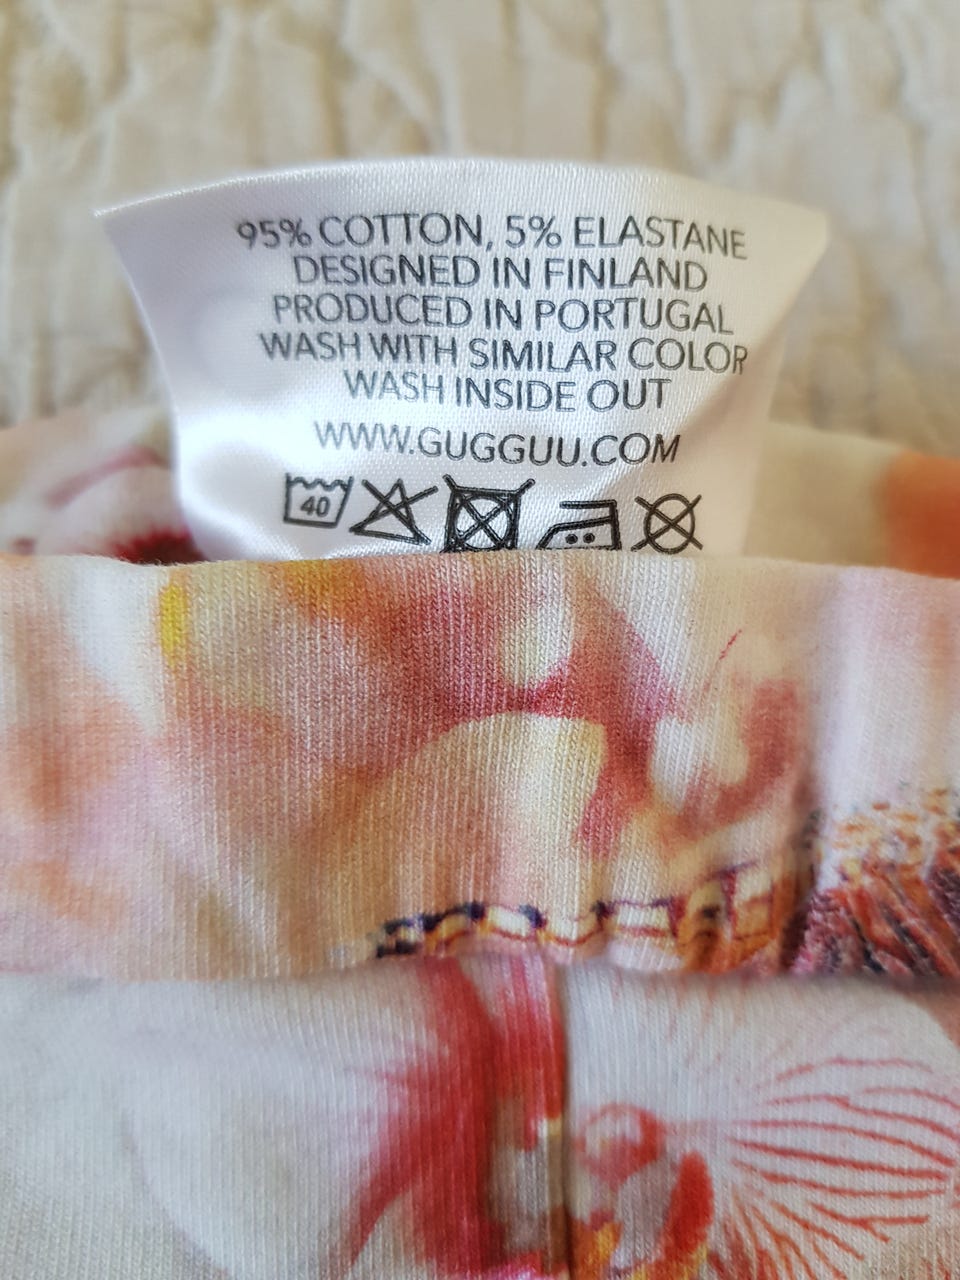 95% COTTON, 5% ELASTANE
DESIGNED IN FINLAND
PRODUCED IN PORTUGAL
WASH WITH SIMILAR COLOR
WASH INSIDE OUT
WWW.GUGGUU.COM
40